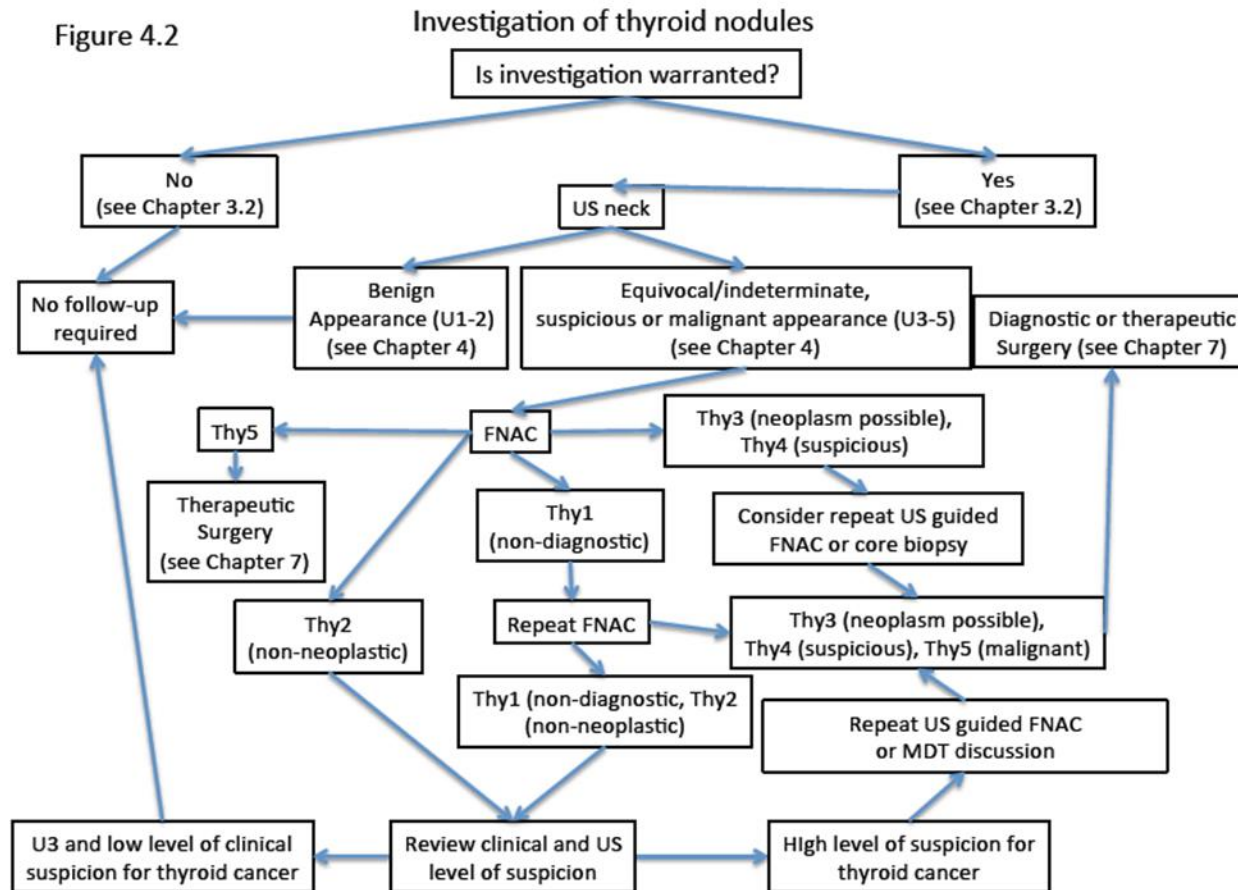 Figure 4.2
Investigation of thyroid nodules
Is investigation warranted?
No
(see Chapter 3.2)
Yes
(see Chapter 3.2)
US neck
No follow-up
required
Benign
Appearance (U1-2)
(see Chapter 4)
Equivocal/indeterminate,
suspicious or malignant appearance (U3-5)
(see Chapter 4)
Diagnostic or therapeutic
Surgery (see Chapter 7)
Thy5
FNAC
Thy3 (neoplasm possible),
Thy4 (suspicious)
Therapeutic
Surgery
(see Chapter 7)
Thy1
(non-diagnostic)
Consider repeat US guided
FNAC or core biopsy
Thy2
(non-neoplastic)
Repeat FNAC
Thy3 (neoplasm possible),
Thy4 (suspicious), Thy5 (malignant)
Thy1 (non-diagnostic, Thy2
(non-neoplastic)
Repeat US guided FNAC
or MDT discussion
U3 and low level of clinical
suspicion for thyroid cancer
Review clinical and US
level of suspicion
HIgh level of suspicion for
thyroid cancer